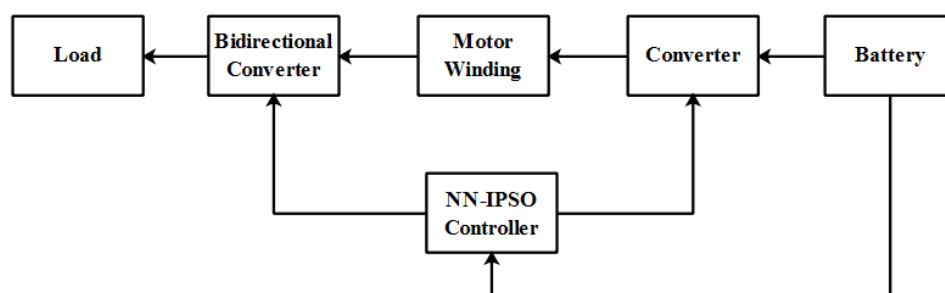 Load
Bidirectional
Converter
Motor
Winding
Converter
Battery
NN-IPSO
Controller